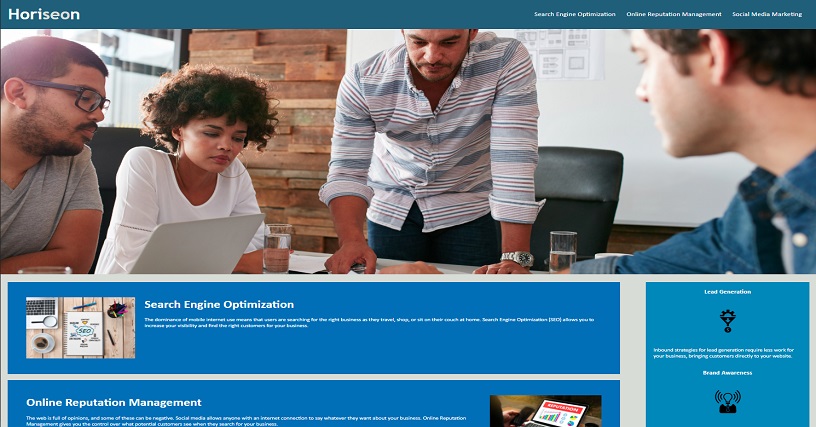 Horiseon
Search Engine Optimization
Online Reputation Management
Social Media Marketing
Search Engine Optimization
The dominance of mobile internet use means that users are searching for the right business as they travel, shop, or sit on their couch at home. Search Engine Optimization (SEO) allows you to
increase your visibility and find the right customers for your business.
SEO
Online Reputation Management
The web is full of opinions, and some of these can be negative. Social media allows anyone with an internet connection to say whatever they want about your business. Online Reputation
Management gives you the control over what potential customers see when they search for your business.
REPUTATION
Lead Generation
Inbound strategies for lead generation require less work for
your business, bringing customers directly to your website.
Brand Awareness